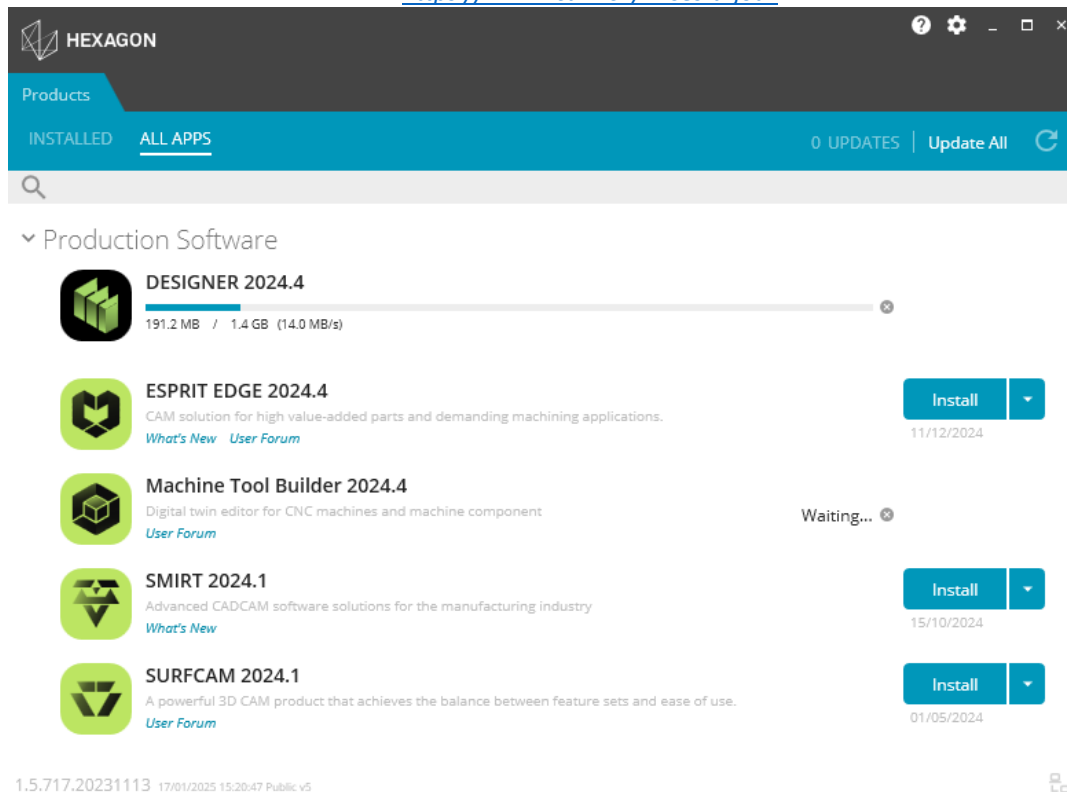 HEXAGON
Products
INSTALLED ALL APPS 0 UPDATES Update All
Production Software
DESIGNER 2024.4
191.2 MB / 1.4 GB (14.0 MB/s)
ESPRIT EDGE 2024.4
CAM solution for high value-added parts and demanding machining applications.
Install
What's New User Forum
11/12/2024
Machine Tool Builder 2024.4
Digital twin editor for CNC machines and machine component
Waiting...
User Forum
SMIRT 2024.1
Install
Advanced CADCAM software solutions for the manufacturing industry
What's New
15/10/2024
SURFCAM 2024.1
Install
A powerful 3D CAM product that achieves the balance between feature sets and ease of use.
User Forum
01/05/2024
1.5.717.20231113 17/01/2025 15:20:47 Public v5